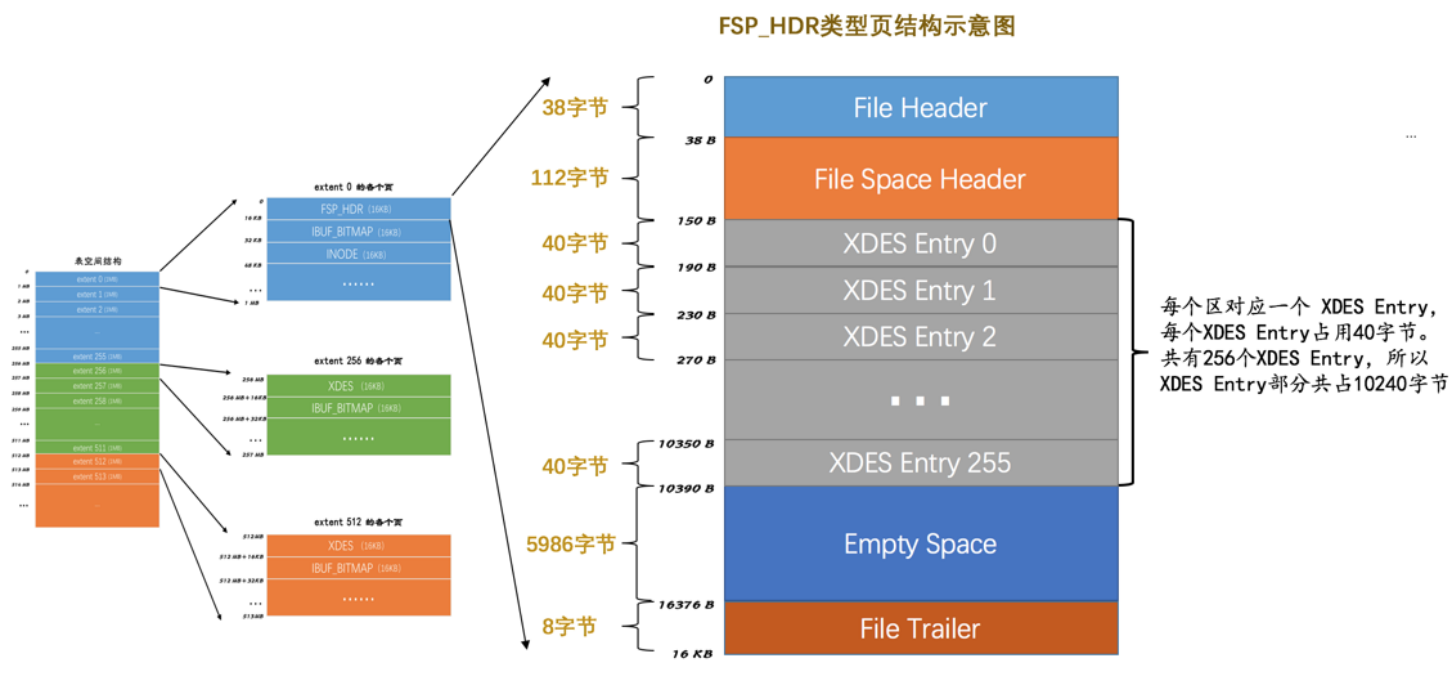 FSP_HDR类型页结构示意图
表空间结构
0
extent 0 (1MB)
1 MB
extent 1 (1MB)
2 MB
extent 2 (1MB)
3 MB
...
...
255 MB
extent 255 (1MB)
256 MB
extent 256 (1MB)
257 MB
extent 257 (1MB)
258 MB
extent 258 (1MB)
259 MB
...
...
511 MB
extent 511 (1MB)
512 MB
extent 512 (1MB)
513 MB
extent 513 (1MB)
514 MB
...
...
extent 0 的各个页
0
FSP_HDR (16KB)
16 KB
IBUF_BITMAP (16KB)
32 KB
INODE (16KB)
48 KB
......
...
1 MB
extent 256 的各个页
256 MB
XDES (16KB)
256 MB+16KB
IBUF_BITMAP (16KB)
256 MB+32KB
......
...
257 MB
extent 512 的各个页
512MB
XDES (16KB)
512 MB+16KB
IBUF_BITMAP (16KB)
512 MB+32KB
......
...
513MB
0
38字节
File Header
38 B
112字节
File Space Header
150 B
40字节
XDES Entry 0
190 B
40字节
XDES Entry 1
230 B
40字节
XDES Entry 2
270 B
...
10350 B
40字节
XDES Entry 255
10390 B
5986字节
Empty Space
16376 B
8字节
File Trailer
16 KB
...
每个区对应一个 XDES Entry,
每个XDES Entry占用40字节。
共有256个XDES Entry, 所以
XDES Entry部分共占10240字节